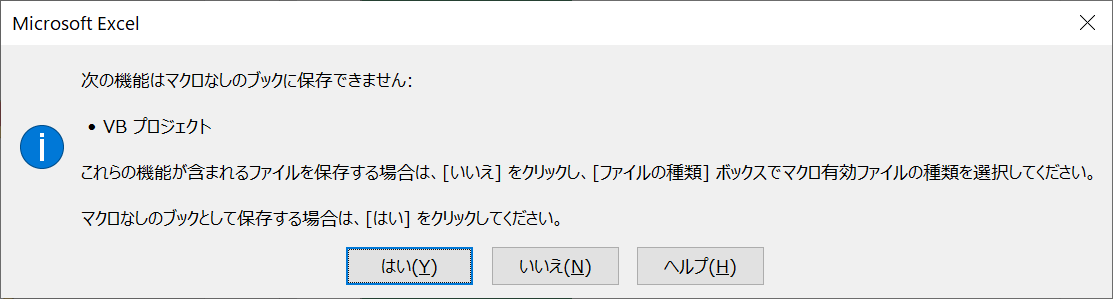 Microsoft Excel
次の機能はマクロなしのブックに保存できません:
• VB プロジェクト
これらの機能が含まれるファイルを保存する場合は、[いいえ] をクリックし、[ファイルの種類] ボックスでマクロ有効ファイルの種類を選択してください。
マクロなしのブックとして保存する場合は、[はい] をクリックしてください。
はい(Y) いいえ(N) ヘルプ(H)